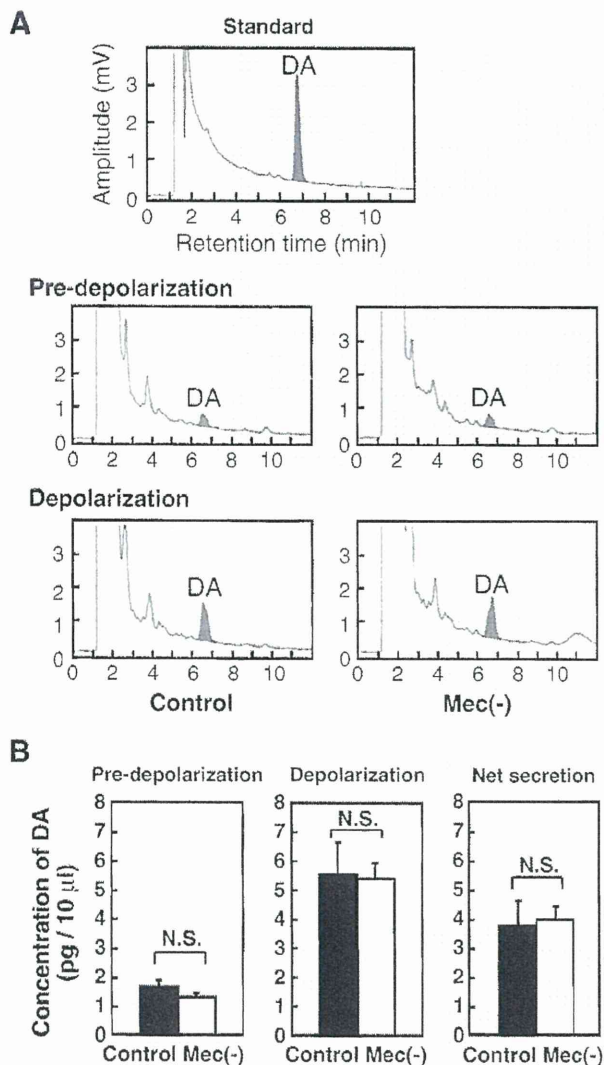 A
Standard
DA
Amplitude (mV)
3
2
1
0
0 2 4 6 8 10
Retention time (min)
Pre-depolarization
3
2
1
0
DA
0 2 4 6 8 10
3
2
1
0
DA
0 2 4 6 8 10
Depolarization
3
2
1
0
DA
0 2 4 6 8 10
Control
3
2
1
0
DA
0 2 4 6 8 10
Mec(-)
B
Concentration of DA
(pg / 10 µl)
Pre-depolarization
8
7
6
5
4
3
2
1
0
N.S.
Control Mec(-)
Depolarization
8
7
6
5
4
3
2
1
0
N.S.
Control Mec(-)
Net secretion
8
7
6
5
4
3
2
1
0
N.S.
Control Mec(-)